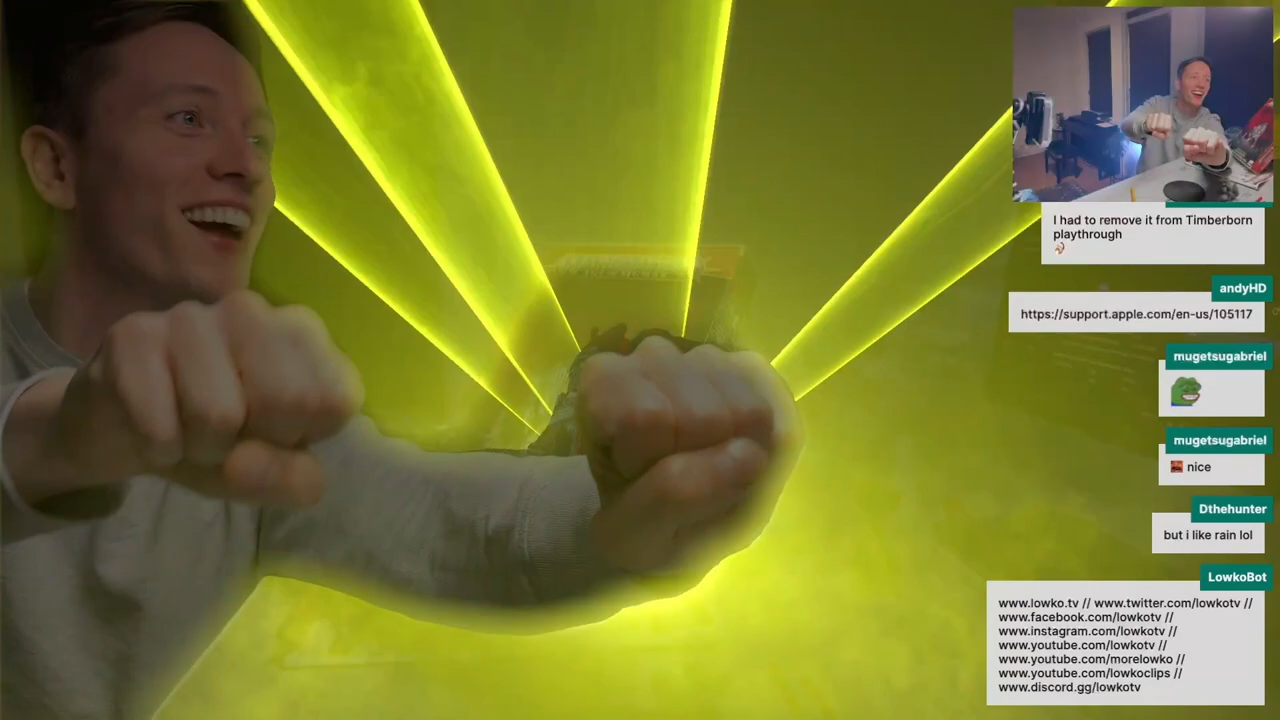 I had to remove it from Timberborn
playthrough
andyHD
https://support.apple.com/en-us/105117
mugetsugabriel
mugetsugabriel
nice
Dthehunter
but i like rain lol
LowkoBot
www.lowko.tv // www.twitter.com/lowkotv //
www.facebook.com/lowkotv //
www.instagram.com/lowkotv //
www.youtube.com/lowkotv //
www.youtube.com/morelowko //
www.youtube.com/lowkoclips //
www.discord.gg/lowkotv